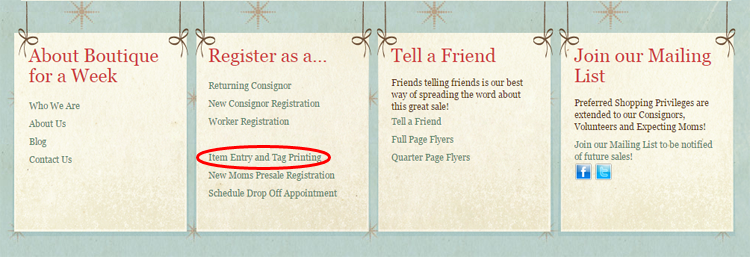 About Boutique
for a Week
Who We Are
About Us
Blog
Contact Us
Register as a...
Returning Consignor
New Consignor Registration
Worker Registration
Item Entry and Tag Printing
New Moms Presale Registration
Schedule Drop Off Appointment
Tell a Friend
Friends telling friends is our best
way of spreading the word about
this great sale!
Tell a Friend
Full Page Flyers
Quarter Page Flyers
Join our Mailing
List
Preferred Shopping Privileges are
extended to our Consignors,
Volunteers and Expecting Moms!
Join our Mailing List to be notified
of future sales!